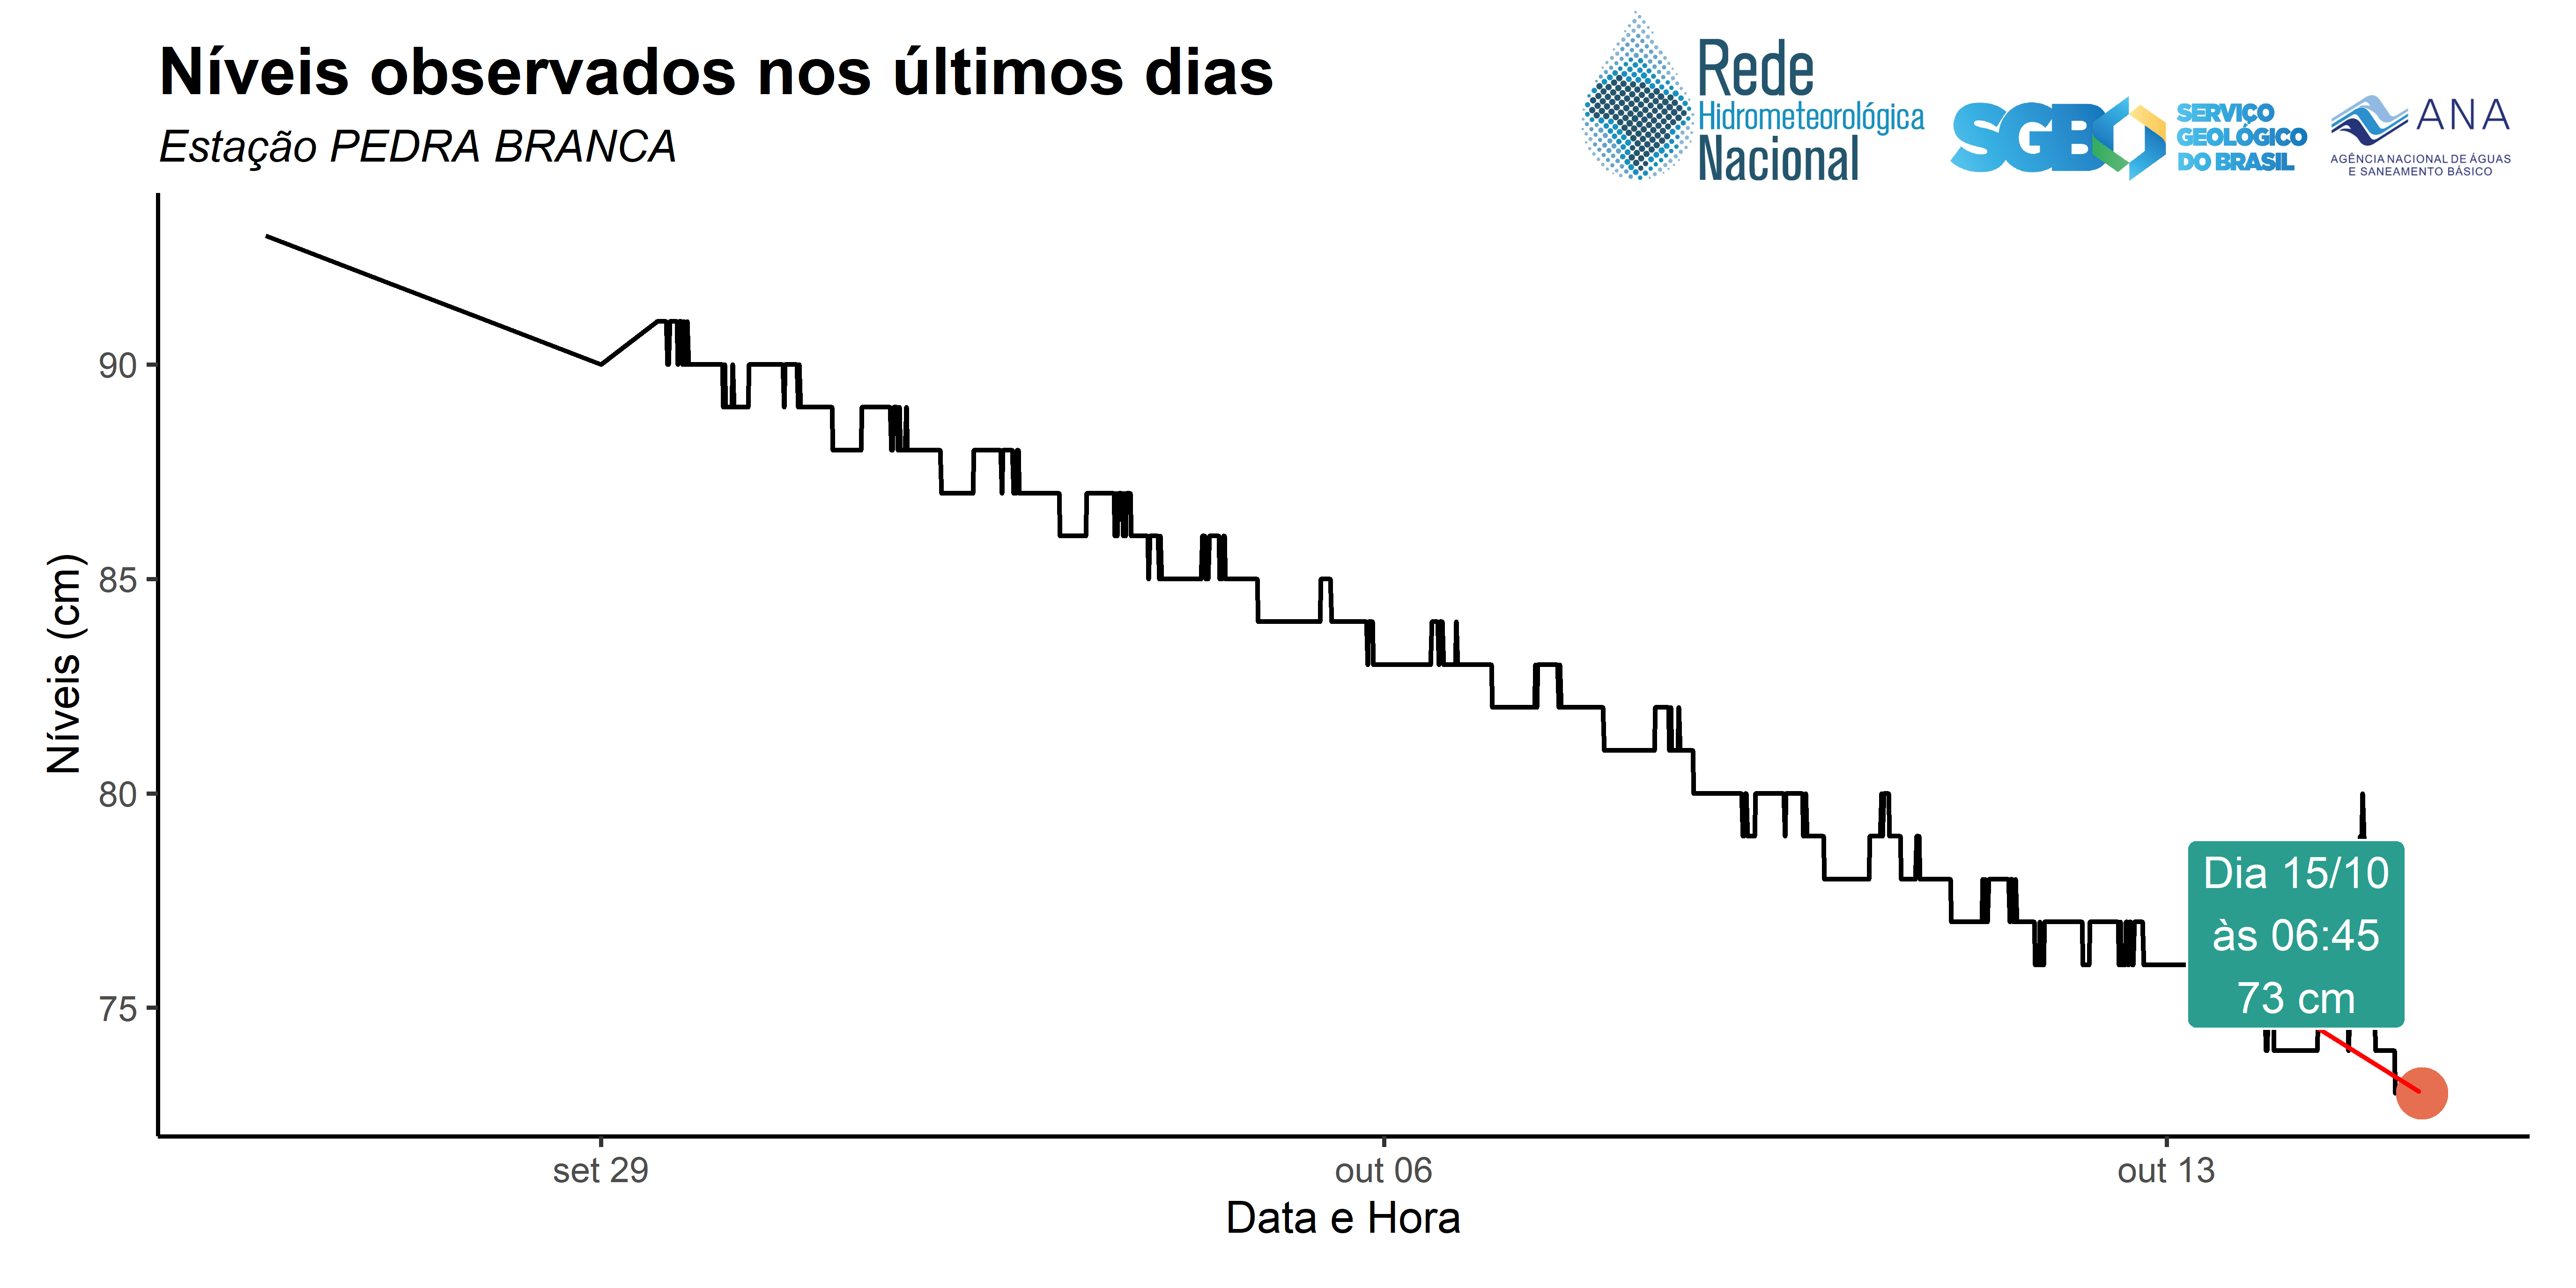 Níveis observados nos últimos dias
Estação PEDRA BRANCA
Rede
Hidrometeorológica
Nacional
SGB
SERVIÇO
GEOLÓGICO
DO BRASIL
ANA
AGÊNCIA NACIONAL DE ÁGUAS
E SANEAMENTO BÁSICO
Níveis (cm)
90
85
80
75
Dia 15/10
às 06:45
73 cm
set 29
out 06
out 13
Data e Hora